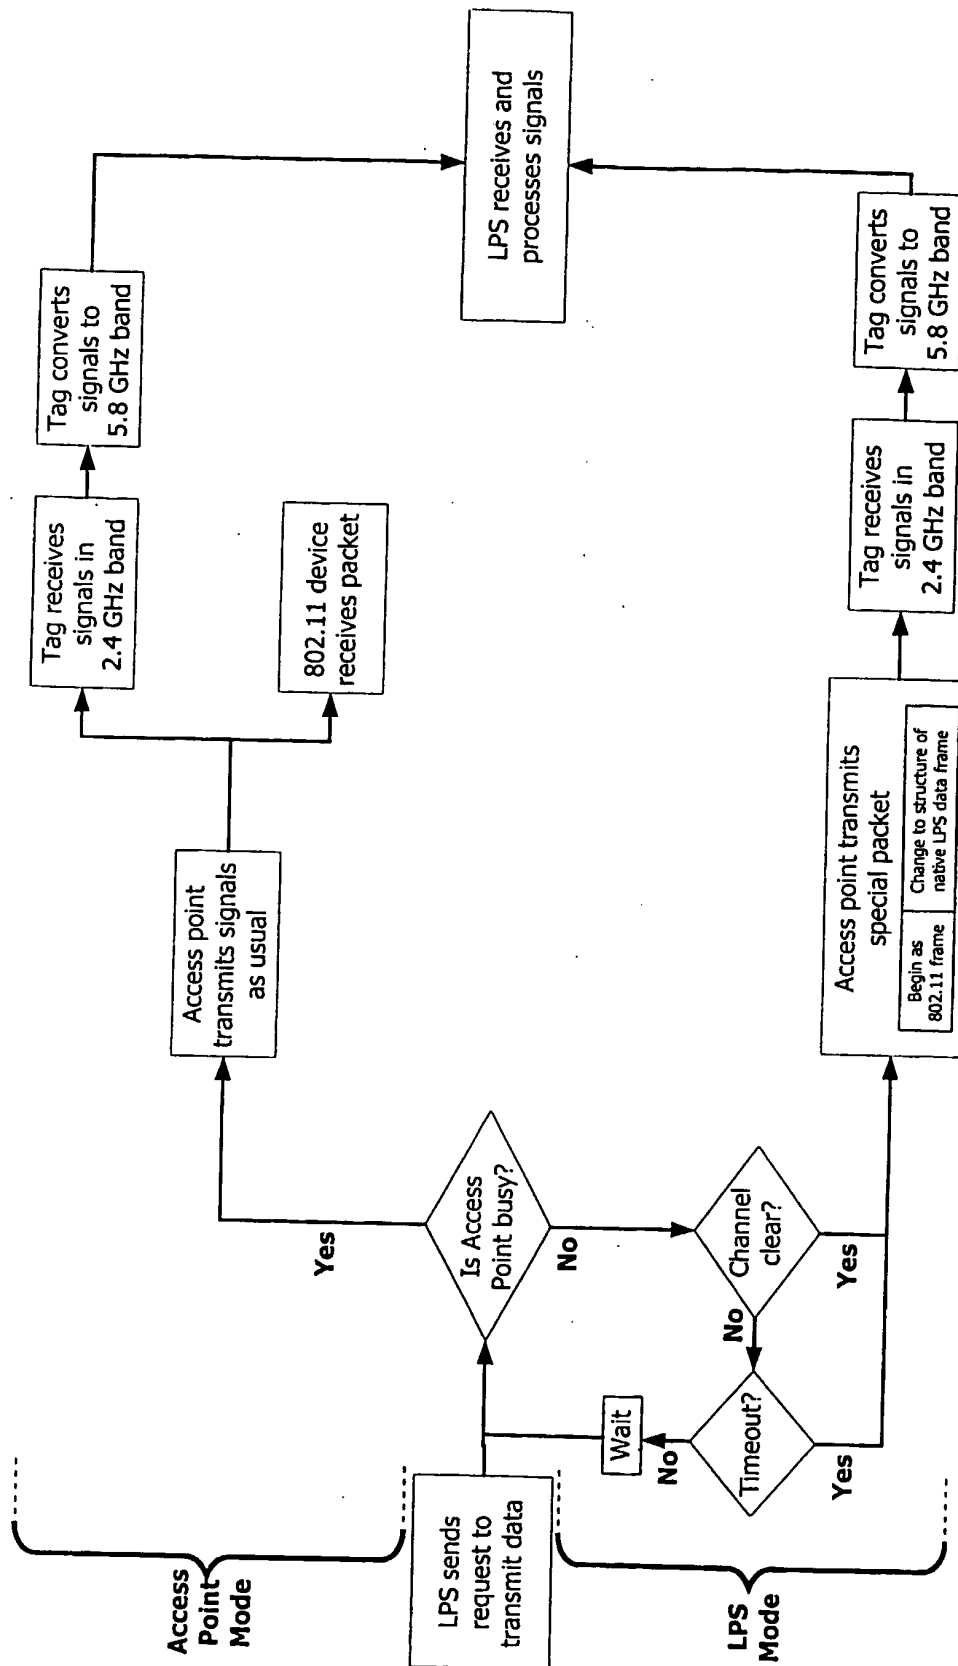 Access
Point
Mode
LPS sends
request to
transmit data
LPS
Mode
Is Access
Point busy?
Yes
No
Channel
clear?
No
Yes
Timeout?
No
Yes
Wait
Access point
transmits signals
as usual
Tag receives
signals in
2.4 GHz band
802.11 device
receives packet
Tag converts
signals to
5.8 GHz band
Access point transmits
special packet
Begin as
802.11 frame
Change to structure of
native LPS data frame
Tag receives
signals in
2.4 GHz band
Tag converts
signals to
5.8 GHz band
LPS receives and
processes signals